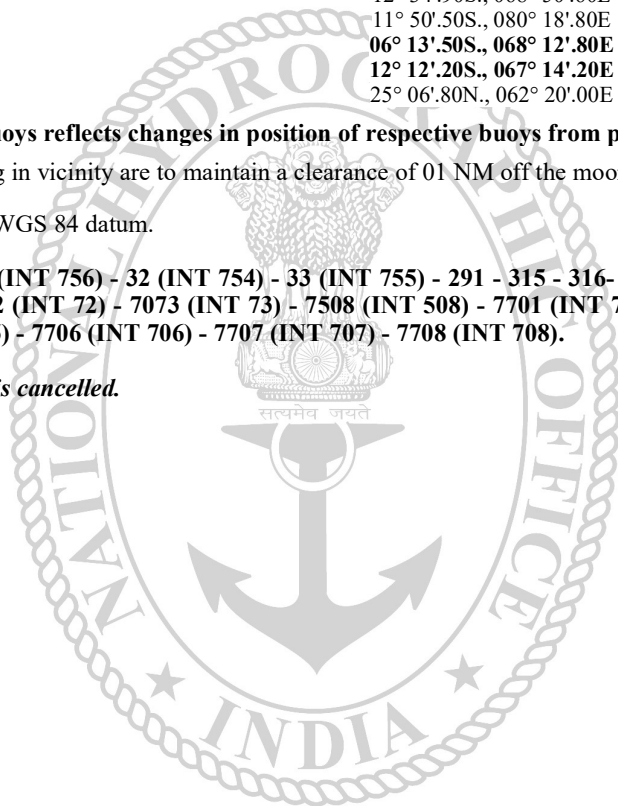 11° 50'.50S., 080° 18'.80E
06° 13'.50S., 068° 12'.80E
12° 12'.20S., 067° 14'.20E
25° 06'.80N., 062° 20'.00E
uoys reflects changes in position of respective buoys from p
g in vicinity are to maintain a clearance of 01 NM off the moo
WGS 84 datum.
(INT 756) - 32 (INT 754) - 33 (INT 755) - 291 - 315 - 316-
2 (INT 72) - 7073 (INT 73) - 7508 (INT 508) - 7701 (INT 7
) - 7706 (INT 706) - 7707 (INT 707) - 7708 (INT 708).
is cancelled.
NATIONAL HYDROGRAPHIC OFFICE
सत्यमेव जयते
INDIA